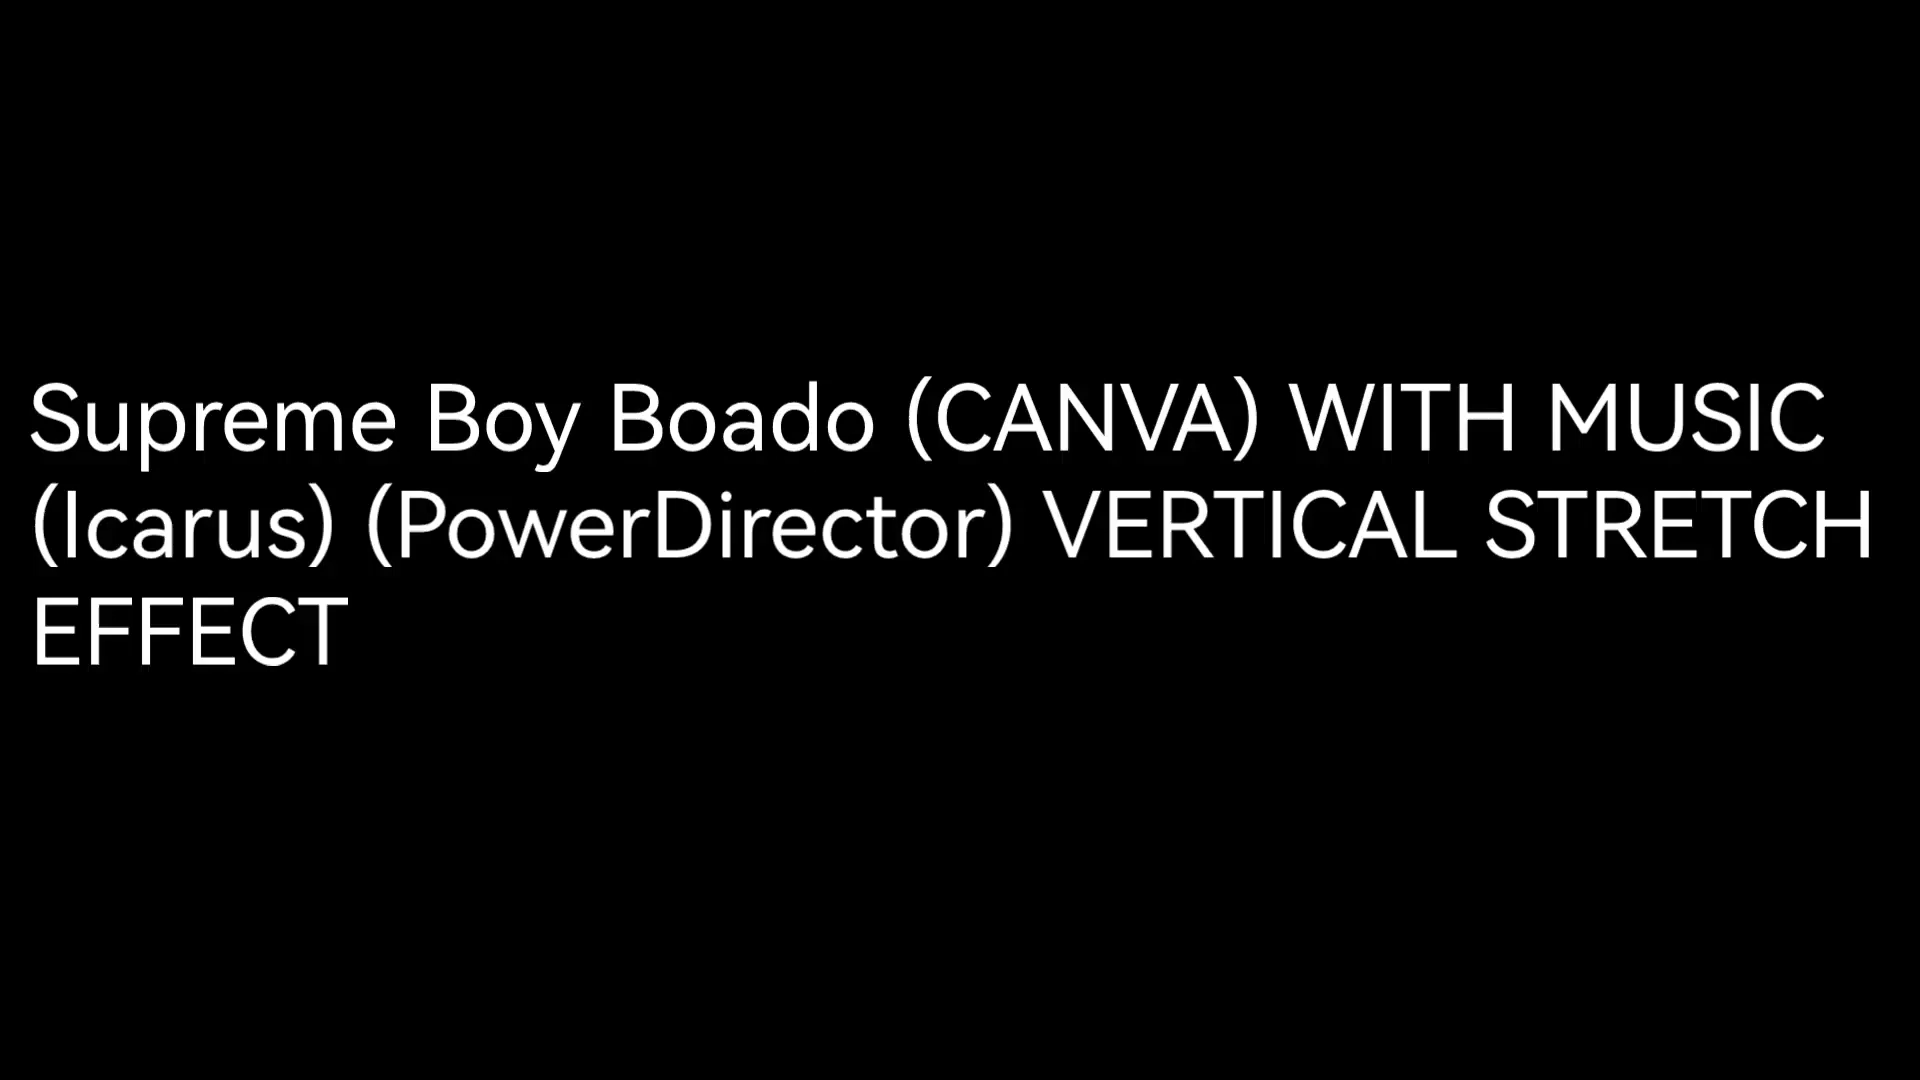 Supreme Boy Boado (CANVA) WITH MUSIC
(Icarus) (PowerDirector) VERTICAL STRETCH
EFFECT